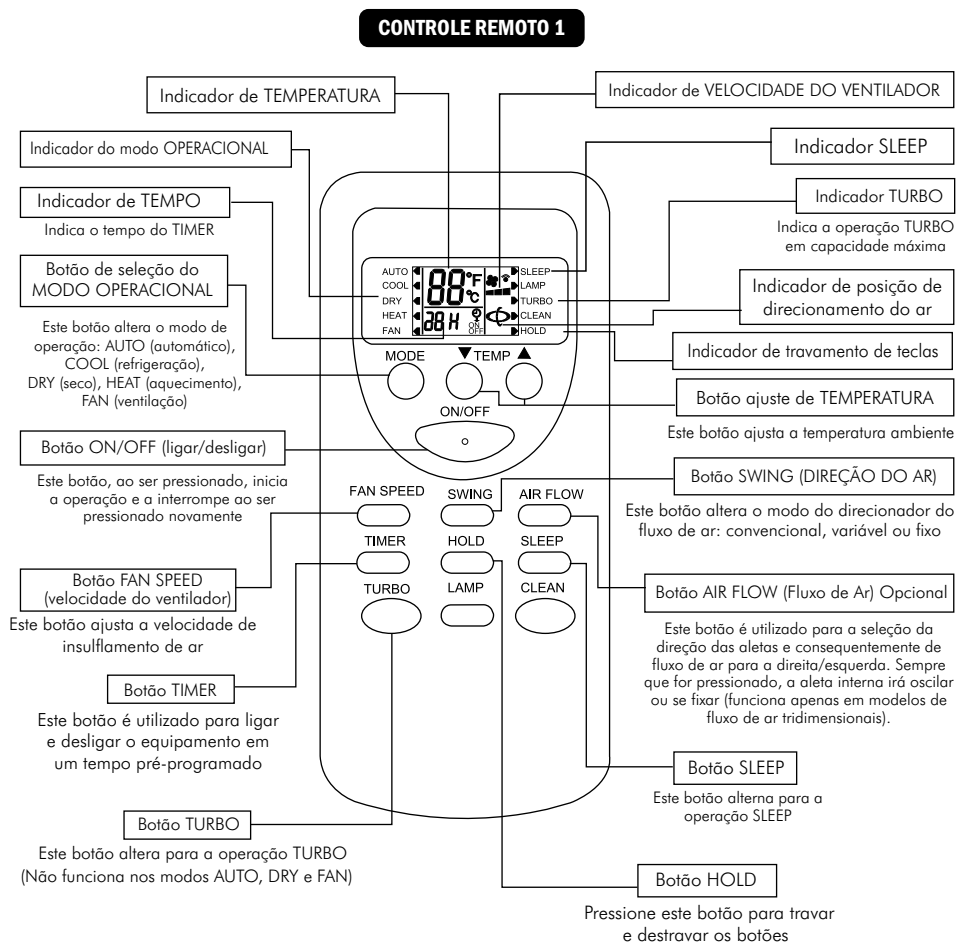 CONTROLE REMOTO 1
Indicador de TEMPERATURA
Indicador de VELOCIDADE DO VENTILADOR
Indicador do modo OPERACIONAL
Indicador SLEEP
Indicador de TEMPO
Indica o tempo do TIMER
Indicador TURBO
Indica a operação TURBO
em capacidade máxima
Botão de seleção do
MODO OPERACIONAL
Este botão altera o modo de
operação: AUTO (automático),
COOL (refrigeração),
DRY (seco), HEAT (aquecimento),
FAN (ventilação)
Indicador de posição de
direcionamento do ar
Indicador de travamento de teclas
Botão ajuste de TEMPERATURA
Este botão ajusta a temperatura ambiente
AUTO
COOL
DRY
HEAT
FAN
88 °F
°C
88 H ON
OFF
SLEEP
LAMP
TURBO
CLEAN
HOLD
MODE ▼ TEMP ▲
ON/OFF
Botão ON/OFF (ligar/desligar)
Este botão, ao ser pressionado, inicia
a operação e a interrompe ao ser
pressionado novamente
Botão SWING (DIREÇÃO DO AR)
Este botão altera o modo do direcionador do
fluxo de ar: convencional, variável ou fixo
FAN SPEED SWING AIR FLOW
TIMER HOLD SLEEP
TURBO LAMP CLEAN
Botão FAN SPEED
(velocidade do ventilador)
Este botão ajusta a velocidade de
insuflamento de ar
Botão AIR FLOW (Fluxo de Ar) Opcional
Este botão é utilizado para a seleção da
direção das aletas e consequentemente de
fluxo de ar para a direita/esquerda. Sempre
que for pressionado, a aleta interna irá oscilar
ou se fixar (funciona apenas em modelos de
fluxo de ar tridimensionais).
Botão TIMER
Este botão é utilizado para ligar
e desligar o equipamento em
um tempo pré-programado
Botão SLEEP
Este botão alterna para a
operação SLEEP
Botão TURBO
Este botão altera para a operação TURBO
(Não funciona nos modos AUTO, DRY e FAN)
Botão HOLD
Pressione este botão para travar
e destravar os botões